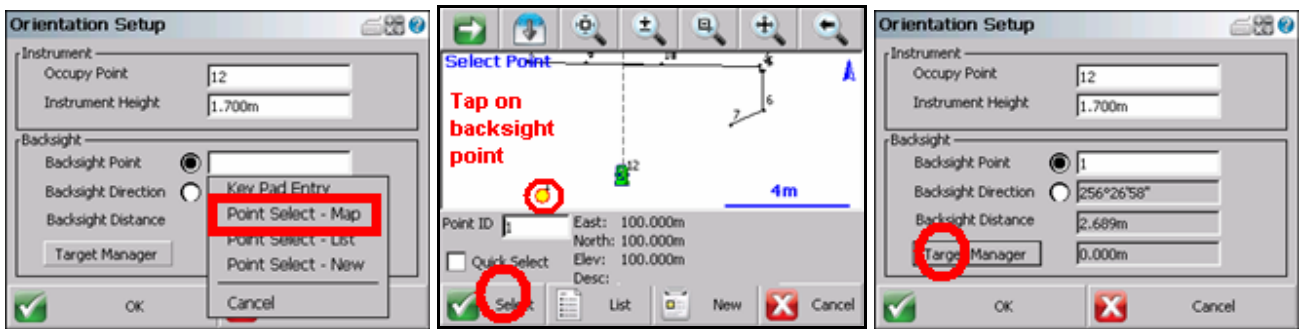 Orientation Setup
Instrument
Occupy Point 12
Instrument Height 1.700m
Backsight
Backsight Point
Backsight Direction
Backsight Distance
Target Manager
Key Pad Entry
Point Select - Map
Point Select - List
Point Select - New
Cancel
OK
Select Point
Tap on
backsight
point
12
7
6
4m
Point ID 1
East: 100.000m
North: 100.000m
Elev: 100.000m
Desc:
Quick Select
Select List New Cancel
Orientation Setup
Instrument
Occupy Point 12
Instrument Height 1.700m
Backsight
Backsight Point 1
Backsight Direction 256°26'58"
Backsight Distance 2.689m
Target Manager 0.000m
OK Cancel